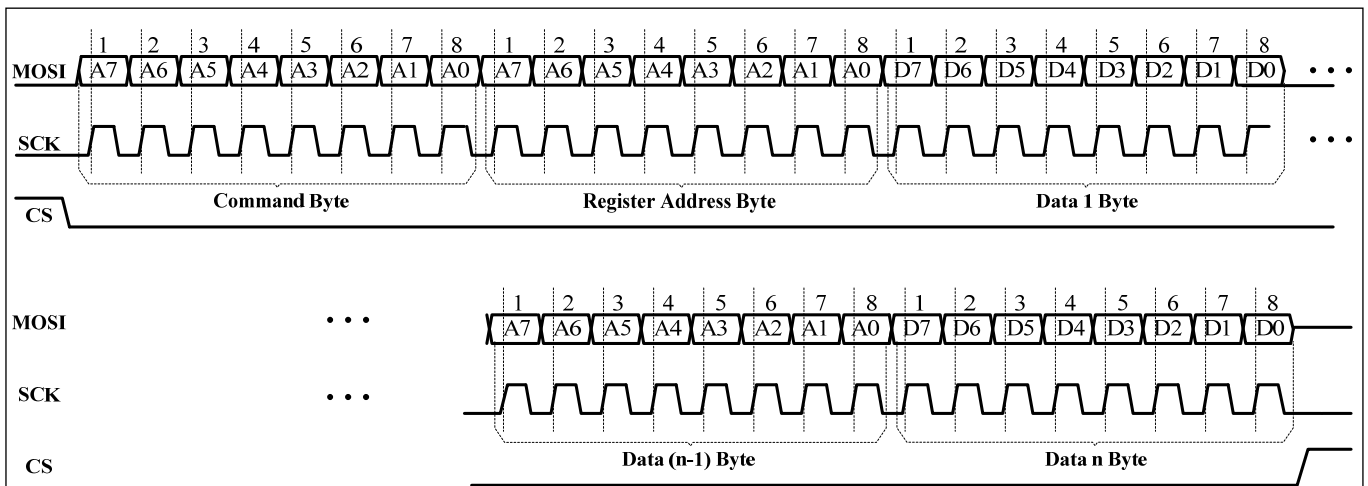 1 2 3 4 5 6 7 8 1 2 3 4 5 6 7 8 1 2 3 4 5 6 7 8
MOSI A7 A6 A5 A4 A3 A2 A1 A0 A7 A6 A5 A4 A3 A2 A1 A0 D7 D6 D5 D4 D3 D2 D1 D0 • • •
SCK • • •
Command Byte Register Address Byte Data 1 Byte
CS
1 2 3 4 5 6 7 8 1 2 3 4 5 6 7 8
MOSI • • • A7 A6 A5 A4 A3 A2 A1 A0 D7 D6 D5 D4 D3 D2 D1 D0
SCK • • •
Data (n-1) Byte Data n Byte
CS